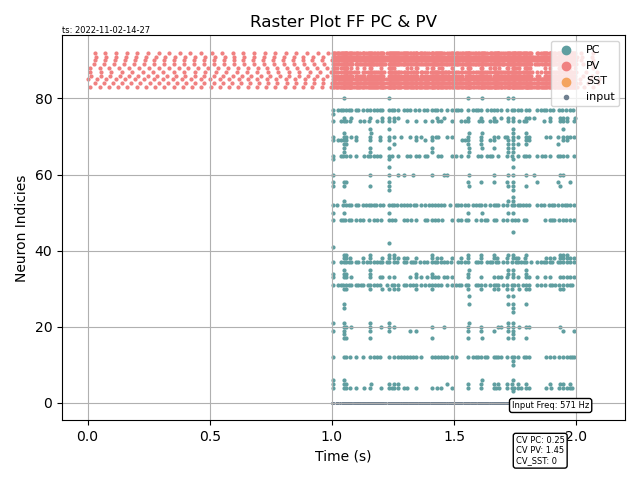 Raster Plot FF PC & PV
ts: 2022-11-02-14-27
PC
PV
SST
input
Neuron Indicies
80
60
40
20
0
Input Freq: 571 Hz
0.0
0.5
1.0
1.5
2.0
Time (s)
CV PC: 0.25
CV PV: 1.45
CV_SST: 0